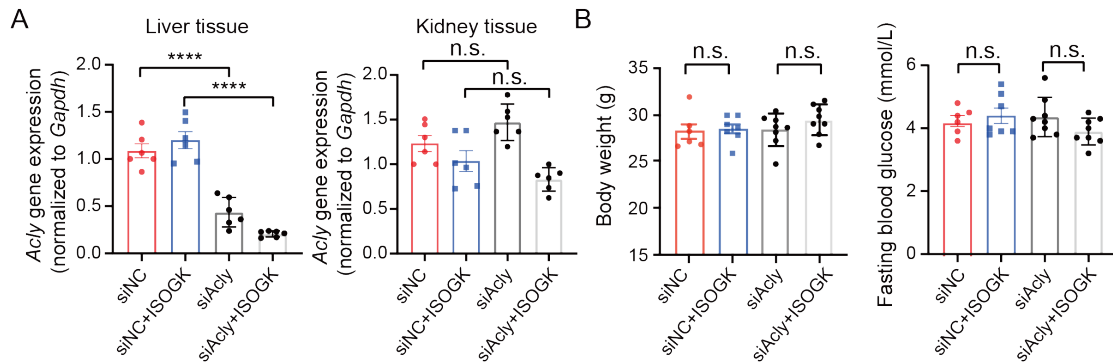 A
B
Liver tissue
Kidney tissue
****
****
n.s.
n.s.
n.s.
n.s.
n.s.
n.s.
Acly gene expression
(normalized to Gapdh)
2.0
1.5
1.0
0.5
0.0
siNC
siNC+ISOGK
siAcly
siAcly+ISOGK
Acly gene expression
(normalized to Gapdh)
2.0
1.5
1.0
0.5
0.0
siNC
siNC+ISOGK
siAcly
siAcly+ISOGK
Body weight (g)
35
30
25
20
15
siNC
siNC+ISOGK
siAcly
siAcly+ISOGK
Fasting blood glucose (mmol/L)
6
4
2
0
siNC
siNC+ISOGK
siAcly
siAcly+ISOGK